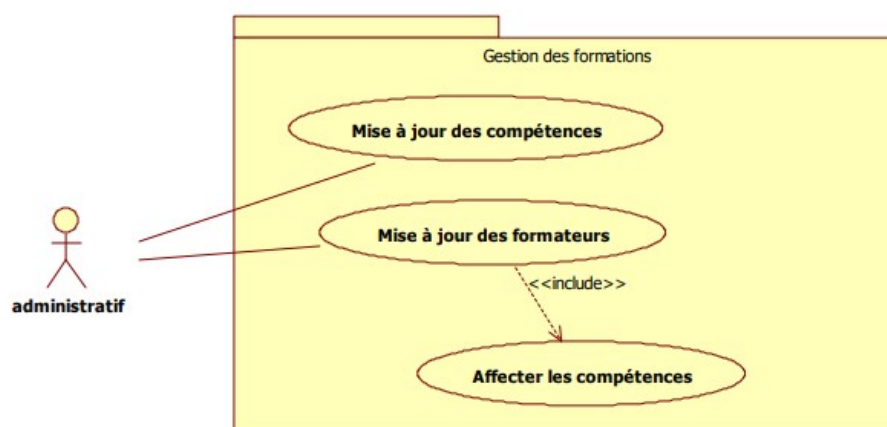 Gestion des formations
Mise à jour des compétences
Mise à jour des formateurs
<<include>>
administratif
Affecter les compétences